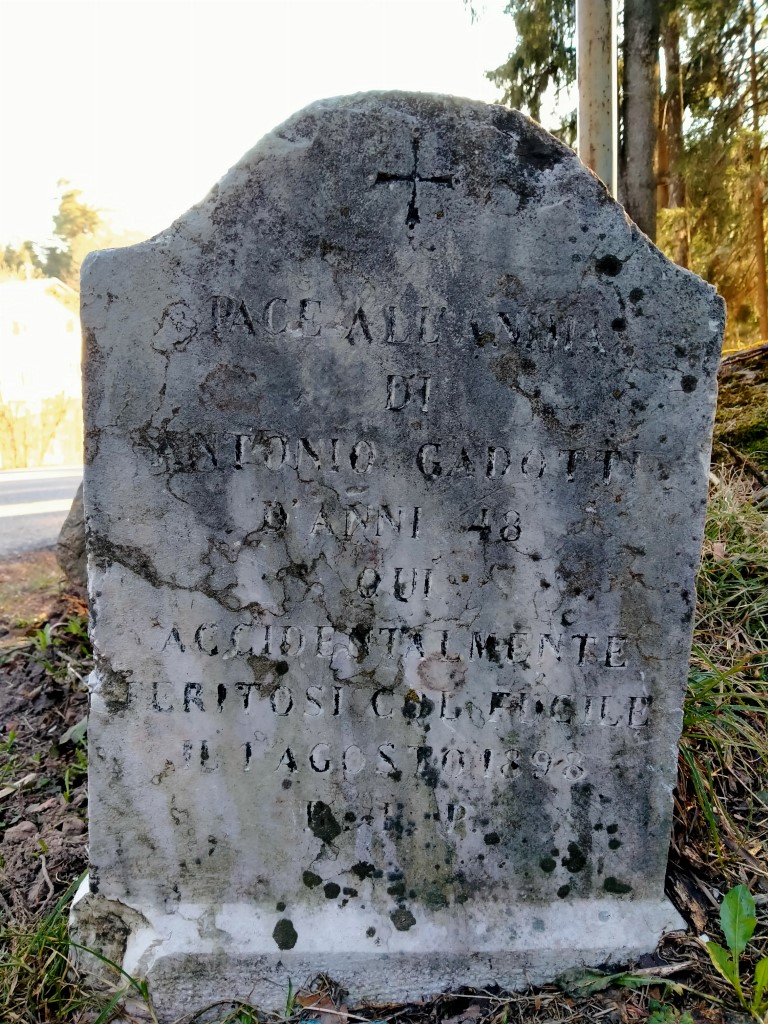 PACE ALL'ANIMA
DI
ANTONIO GADOTTI
D'ANNI 48
QUI
ACCIDENTALMENTE
FERITOSI COL FUCILE
IL 1 AGOSTO 1898